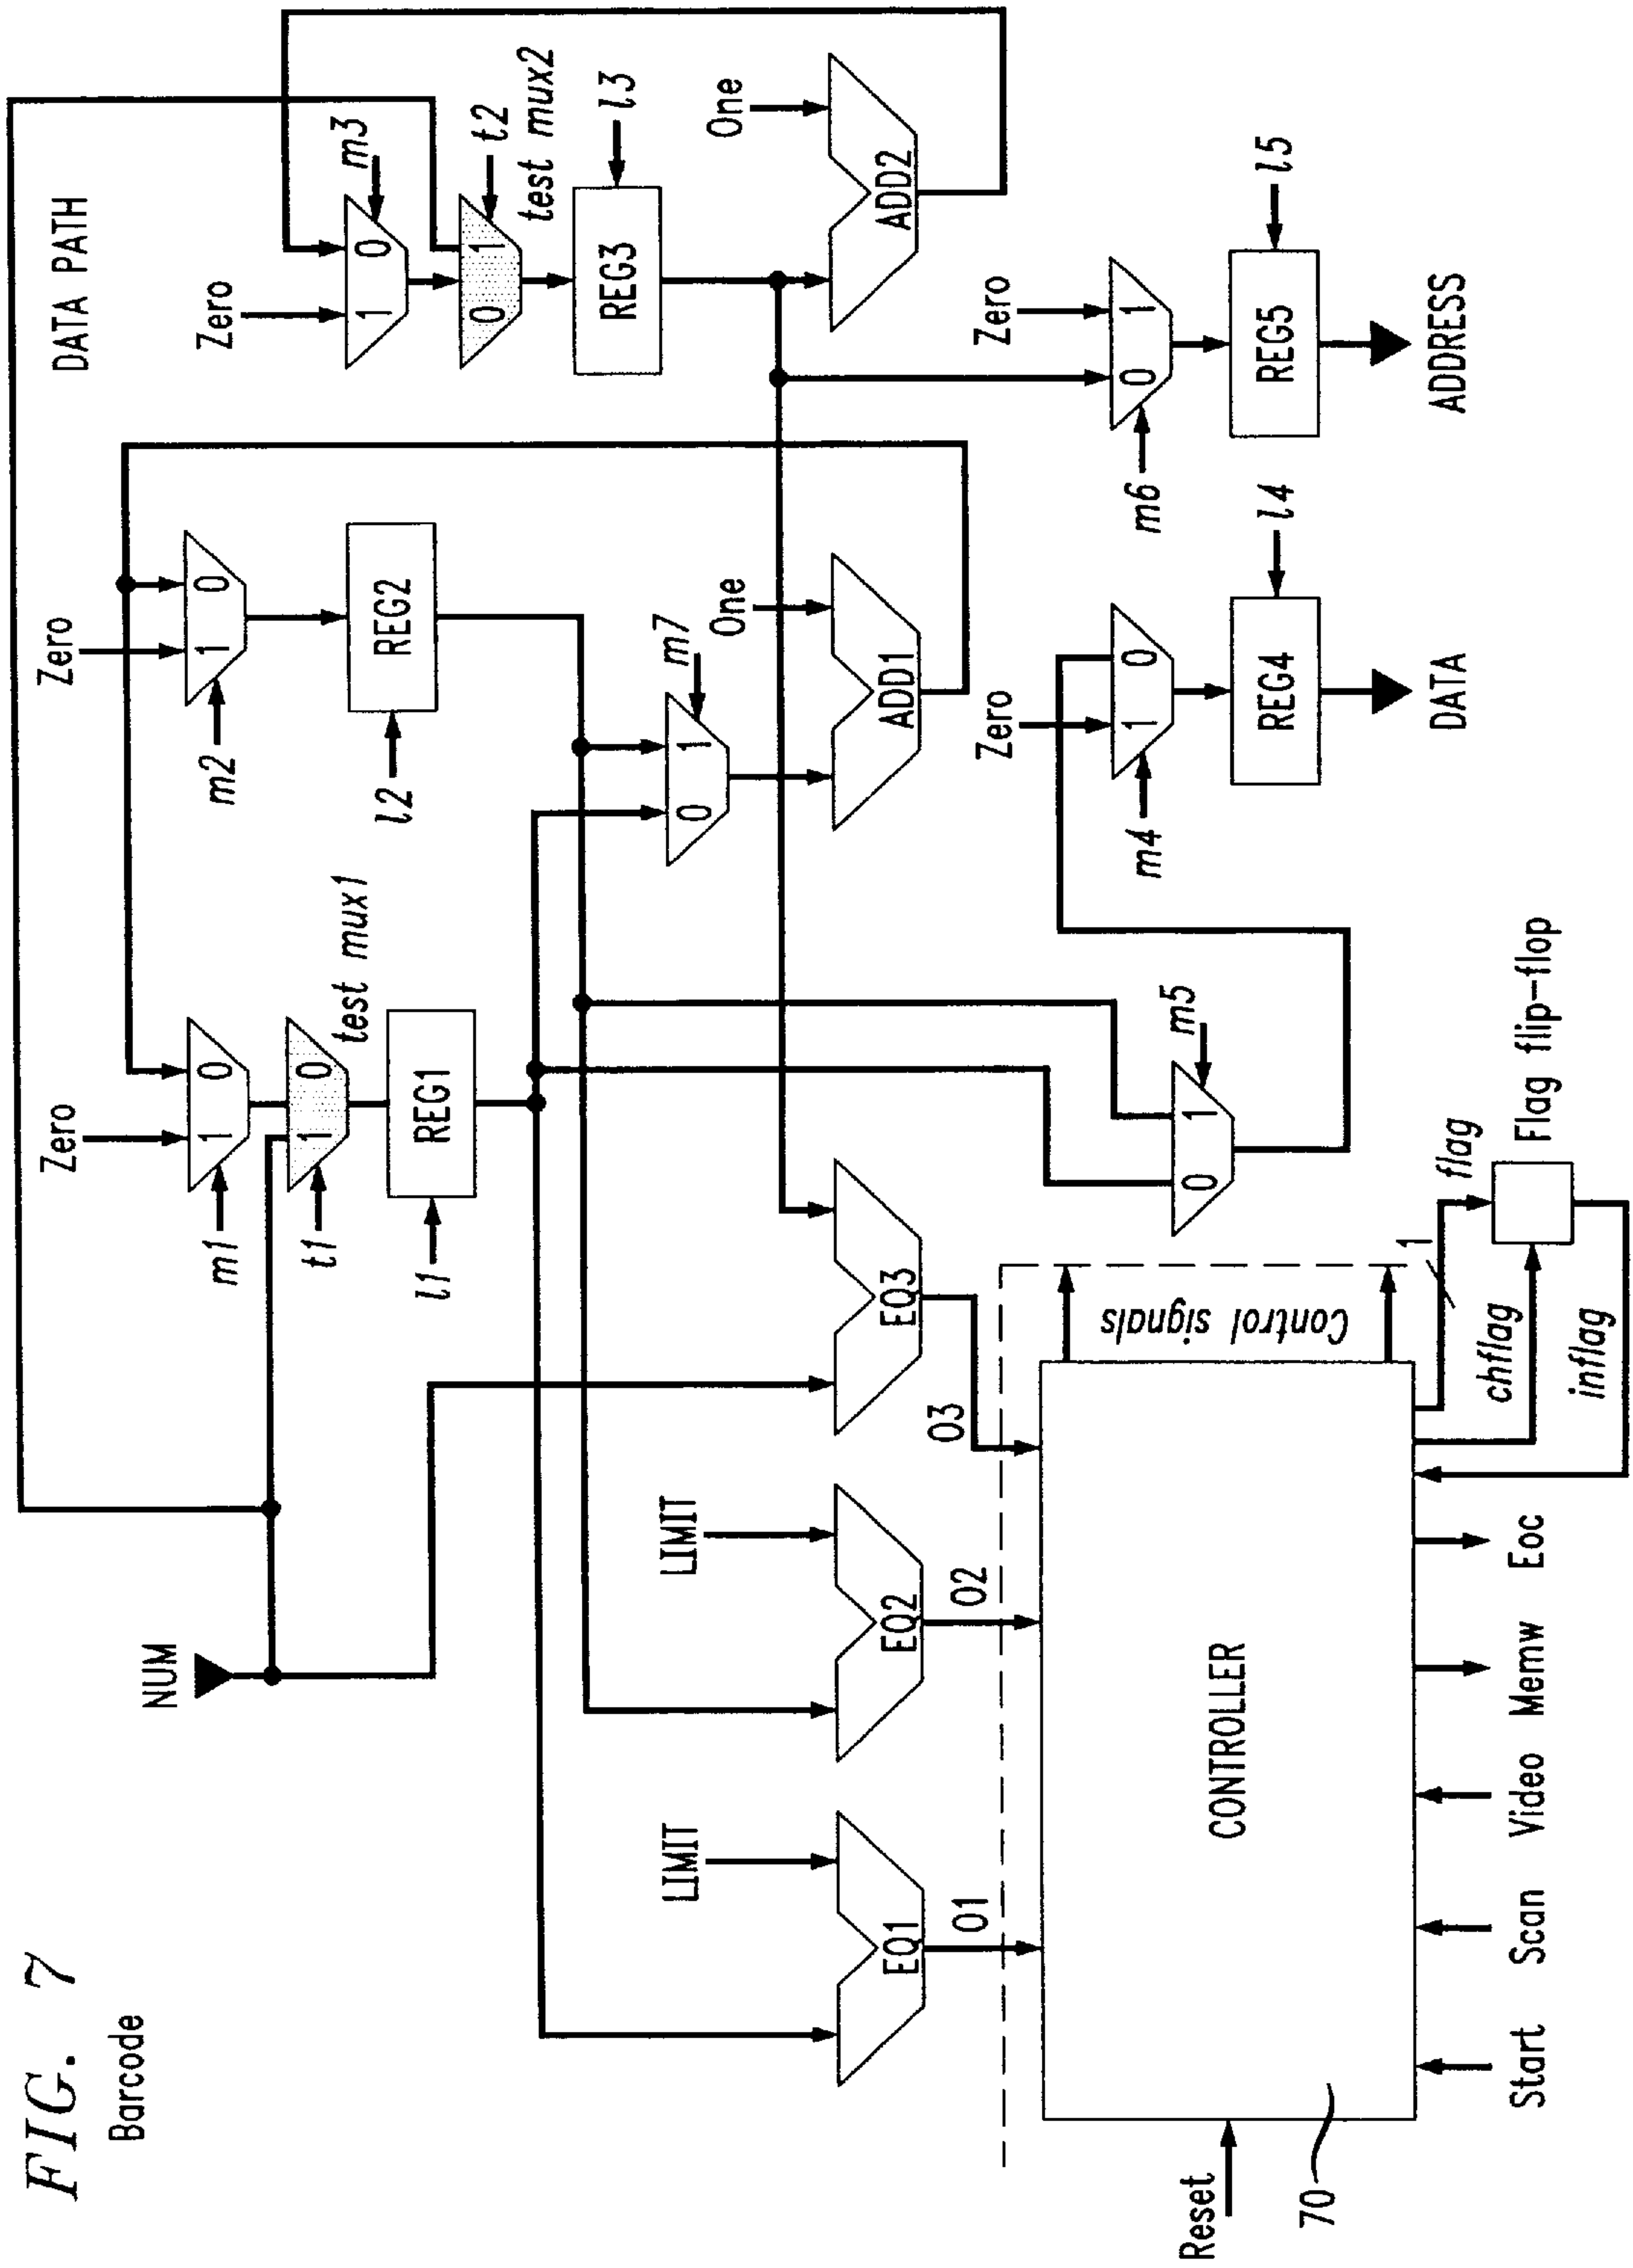 FIG. 7
Barcode
DATA PATH
NUM
Zero
m1
1 0
t1
1 0
test mux1
l1
REG1
Zero
m2
1 0
l2
REG2
Zero
m3
1 0
t2
0 1
test mux2
l3
REG3
m7
0 1
One
ADD1
One
ADD2
LIMIT
EQ1
O1
LIMIT
EQ2
O2
EQ3
O3
m5
0 1
Zero
m4
1 0
l4
REG4
DATA
Zero
m6
0 1
l5
REG5
ADDRESS
Control signals
CONTROLLER
Reset
70
Start Scan Video Memw Eoc
1
flag
chflag
inflag
Flag flip-flop